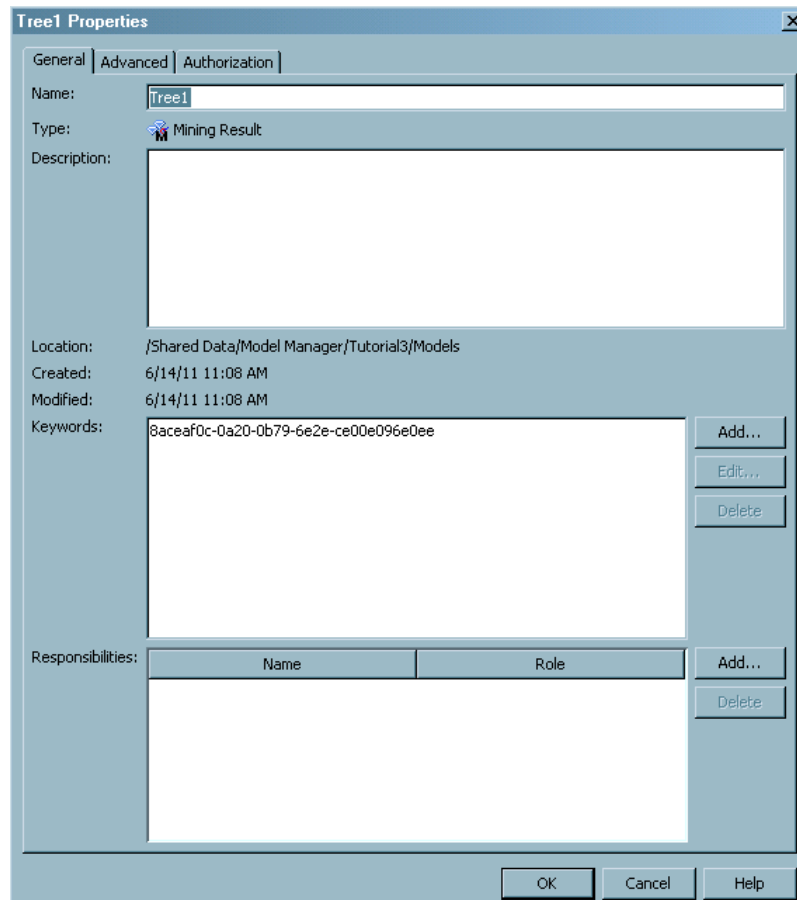 Tree1 Properties
General Advanced Authorization
Name: Tree1
Type: Mining Result
Description:
Location: /Shared Data/Model Manager/Tutorial3/Models
Created: 6/14/11 11:08 AM
Modified: 6/14/11 11:08 AM
Keywords: 8aceaf0c-0a20-0b79-6e2e-ce00e096e0ee Add...
Edit...
Delete
Responsibilities: Name Role Add...
Delete
OK Cancel Help